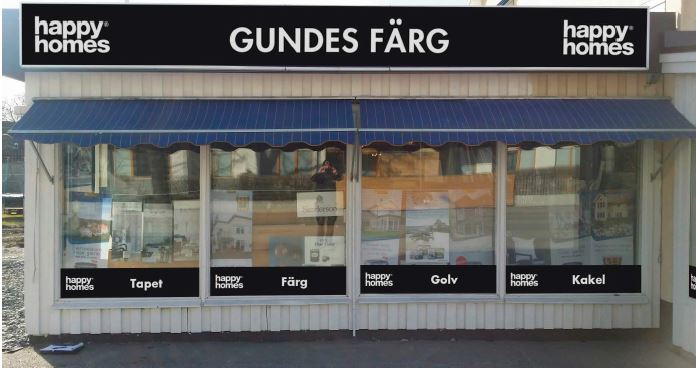 happy® homes
GUNDES FÄRG
happy® homes
happy homes Tapet
happy homes Färg
happy homes Golv
happy homes Kakel